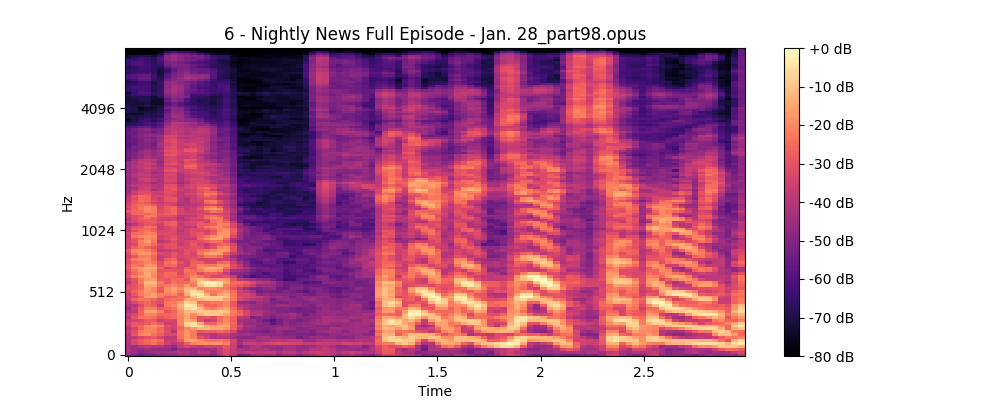 6 - Nightly News Full Episode - Jan. 28_part98.opus
Hz
4096
2048
1024
512
0
0
0.5
1
1.5
2
2.5
Time
+0 dB
-10 dB
-20 dB
-30 dB
-40 dB
-50 dB
-60 dB
-70 dB
-80 dB